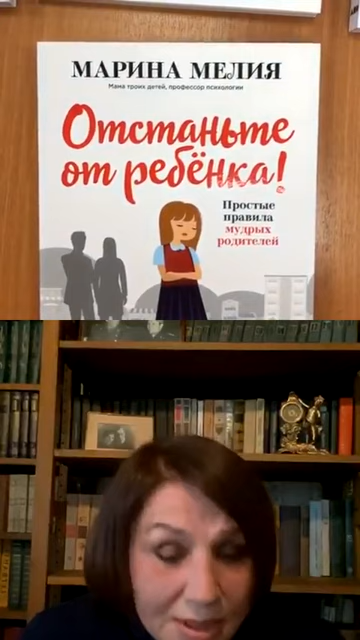 МАРИНА МЕЛИЯ
Мама троих детей, профессор психологии
Отстаньте
от ребёнка!
Простые
правила
мудрых
родителей